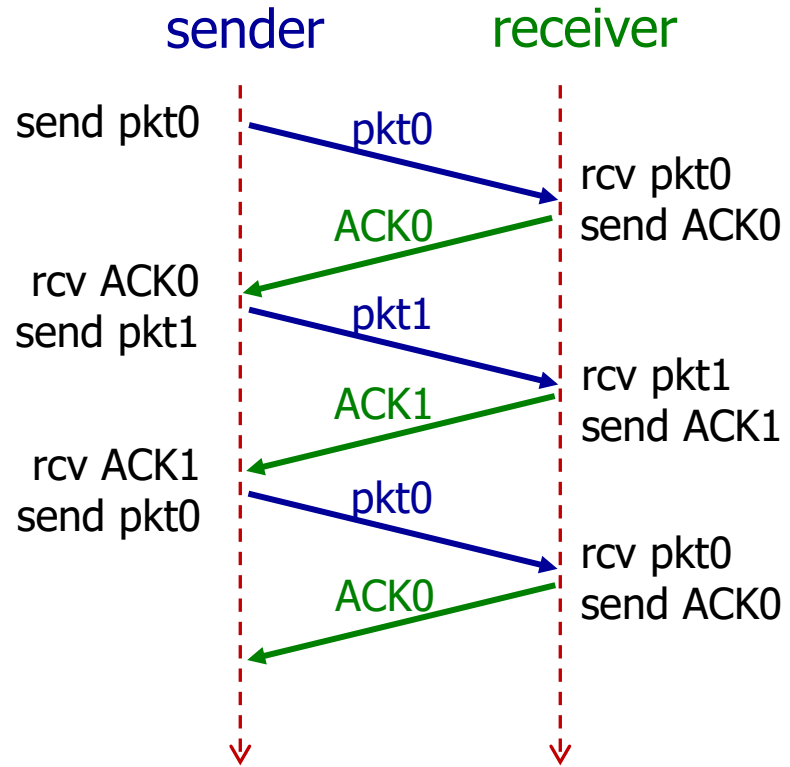 sender receiver
send pkt0
pkt0
rcv pkt0
send ACK0
ACK0
rcv ACK0
send pkt1
pkt1
rcv pkt1
send ACK1
ACK1
rcv ACK1
send pkt0
pkt0
rcv pkt0
send ACK0
ACK0